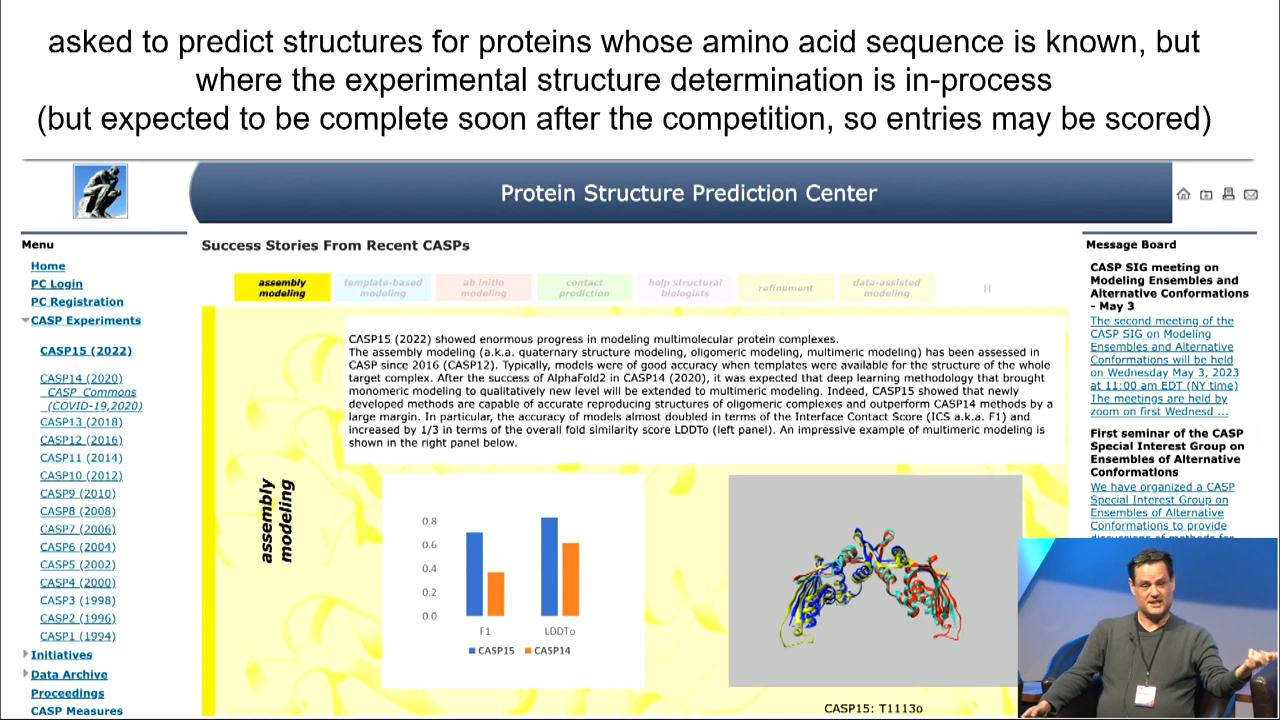 asked to predict structures for proteins whose amino acid sequence is known, but
where the experimental structure determination is in-process
(but expected to be complete soon after the competition, so entries may be scored)
Protein Structure Prediction Center
Menu
Home
PC Login
PC Registration
CASP Experiments
CASP15 (2022)
CASP14 (2020)
CASP_Commons
(COVID-19,2020)
CASP13 (2018)
CASP12 (2016)
CASP11 (2014)
CASP10 (2012)
CASP9 (2010)
CASP8 (2008)
CASP7 (2006)
CASP6 (2004)
CASP5 (2002)
CASP4 (2000)
CASP3 (1998)
CASP2 (1996)
CASP1 (1994)
Initiatives
Data Archive
Proceedings
CASP Measures
Success Stories From Recent CASPs
assembly
modeling
template-based
modeling
ab initio
modeling
contact
prediction
help structural
biologists
refinement
data-assisted
modeling
CASP15 (2022) showed enormous progress in modeling multimolecular protein complexes.
The assembly modeling (a.k.a. quaternary structure modeling, oligomeric modeling, multimeric modeling) has been assessed in
CASP since 2016 (CASP12). Typically, models were of good accuracy when templates were available for the structure of the whole
target complex. After the success of AlphaFold2 in CASP14 (2020), it was expected that deep learning methodology that brought
monomeric modeling to qualitatively new level will be extended to multimeric modeling. Indeed, CASP15 showed that newly
developed methods are capable of accurate reproducing structures of oligomeric complexes and outperform CASP14 methods by a
large margin. In particular, the accuracy of models almost doubled in terms of the Interface Contact Score (ICS a.k.a. F1) and
increased by 1/3 in terms of the overall fold similarity score LDDTo (left panel). An impressive example of multimeric modeling is
shown in the right panel below.
assembly
modeling
0.8
0.6
0.4
0.2
0.0
F1
LDDTo
CASP15
CASP14
CASP15: T1113o
Message Board
CASP SIG meeting on
Modeling Ensembles and
Alternative Conformations
- May 3
The second meeting of the
CASP SIG on Modeling
Ensembles and Alternative
Conformations will be held
on Wednesday May 3, 2023
at 11:00 am EDT (NY time)
The meetings are held by
zoom on first Wednesd ...
First seminar of the CASP
Special Interest Group on
Ensembles of Alternative
Conformations
We have organized a CASP
Special Interest Group on
Ensembles of Alternative
Conformations to provide